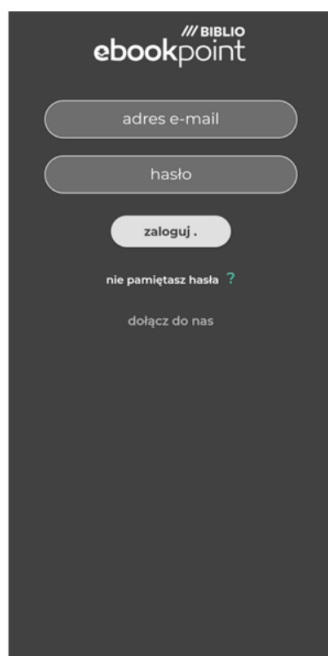 /// BIBLIO
ebookpoint
adres e-mail
hasło
zaloguj .
nie pamiętasz hasła ?
dołącz do nas